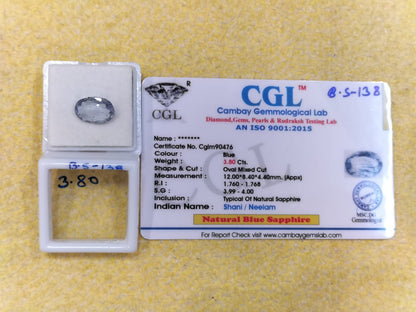 R
CGL
CGL™
B.S-138
Cambay Gemmological Lab
Diamond,Gems, Pearls & Rudraksh Testing Lab
AN ISO 9001:2015
Name : *******
Certificate No. Cglm90476
Colour : Blue
Weight : 3.80 Cts.
Shape & Cut : Oval Mixed Cut
Measurement : 12.00*8.40*4.40mm. (Appx)
R.I : 1.760 - 1.768
S.G : 3.99 - 4.00
Inclusion : Typical Of Natural Sapphire
Indian Name : Shani / Neelam
Natural Blue Sapphire
For Report Check visit www.cambaygemslab.com
Gemmologist
B.S-138
3.80